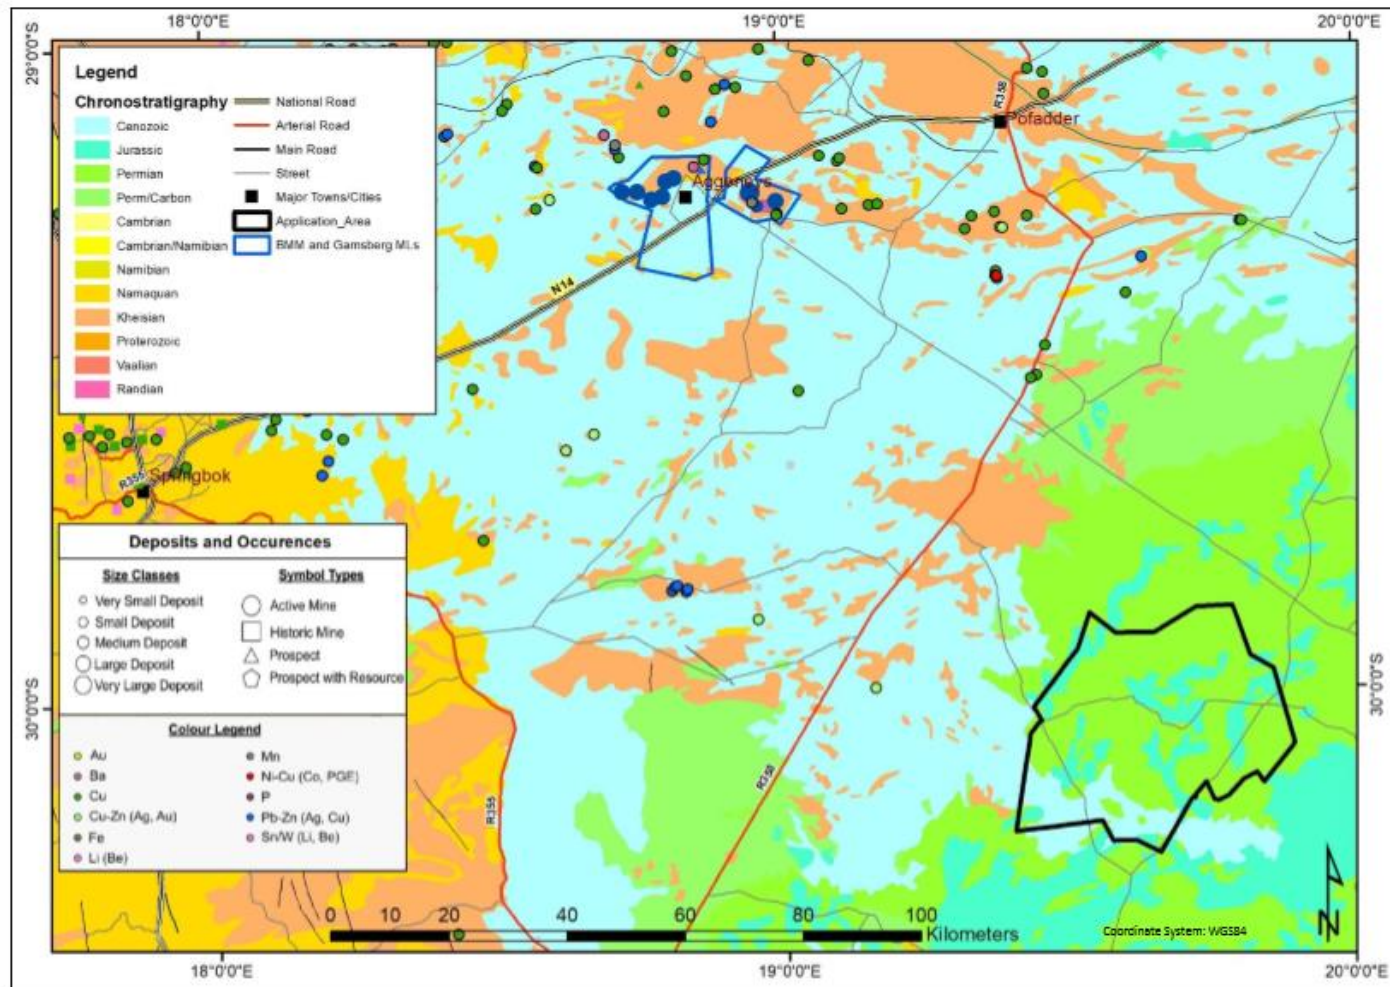 18°0'0"E
19°0'0"E
20°0'0"E
29°0'0"S
Legend
Chronostratigraphy
Cenozoic
Jurassic
Permian
Perm/Carbon
Cambrian
Cambrian/Namibian
Namibian
Namaquan
Kheisian
Proterozoic
Vaalian
Randian
National Road
Arterial Road
Main Road
Street
Major Towns/Cities
Application_Area
BMM and Gamsberg MLs
R358
Pofadder
Aggeneys
N14
R355
Springbok
Deposits and Occurences
Size Classes
Very Small Deposit
Small Deposit
Medium Deposit
Large Deposit
Very Large Deposit
Symbol Types
Active Mine
Historic Mine
Prospect
Prospect with Resource
Colour Legend
Au
Ba
Cu
Cu-Zn (Ag, Au)
Fe
Li (Be)
Mn
Ni-Cu (Co, PGE)
P
Pb-Zn (Ag, Cu)
Sn/W (Li, Be)
30°0'0"S
30°0'0"S
R355
R358
0 10 20 40 60 80 100
Kilometers
N
Coordinate System: WGS84
18°0'0"E
19°0'0"E
20°0'0"E